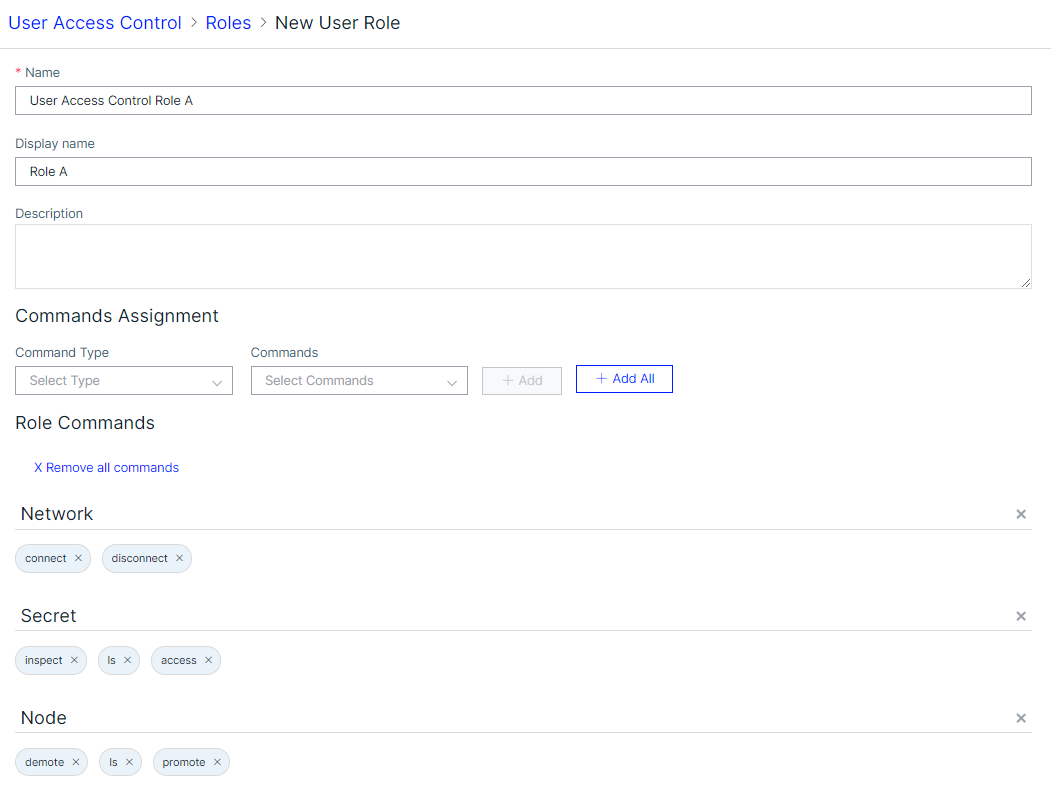 User Access Control > Roles > New User Role
* Name
User Access Control Role A
Display name
Role A
Description
Commands Assignment
Command Type Commands
Select Type Select Commands + Add + Add All
Role Commands
X Remove all commands
Network ×
connect × disconnect ×
Secret ×
inspect × ls × access ×
Node ×
demote × ls × promote ×